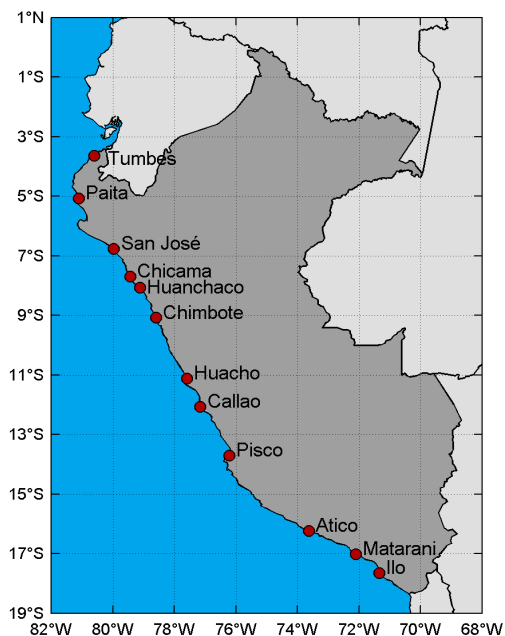 1°N
1°S
3°S
Tumbes
5°S
Paita
San José
7°S
Chicama
Huanchaco
9°S
Chimbote
11°S
Huacho
Callao
13°S
Pisco
15°S
Atico
17°S
Matarani
Ilo
19°S
82°W 80°W 78°W 76°W 74°W 72°W 70°W 68°W